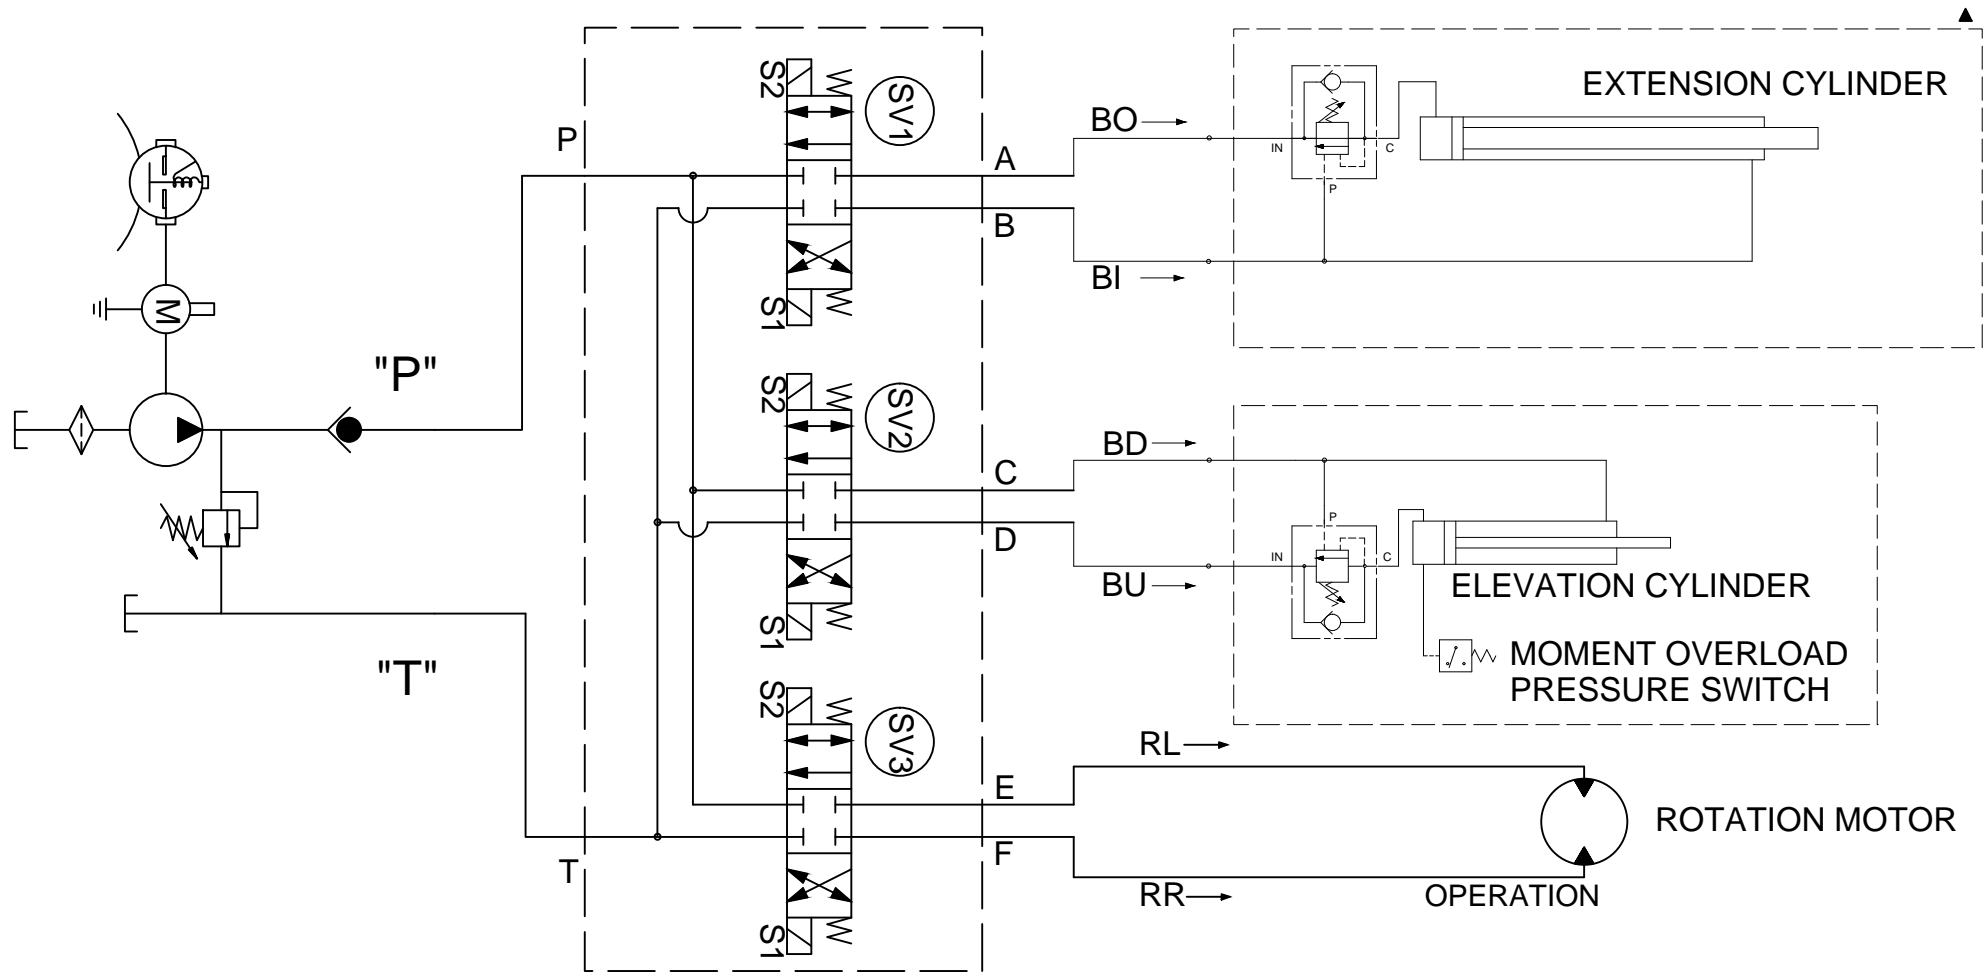 EXTENSION CYLINDER
S2
SV1
BO
P
IN
C
A
P
B
BI
S1
M
"P"
S2
SV2
BD
C
P
IN
C
D
BU
ELEVATION CYLINDER
S1
MOMENT OVERLOAD
PRESSURE SWITCH
"T"
S2
SV3
RL
E
ROTATION MOTOR
F
T
RR
OPERATION
S1